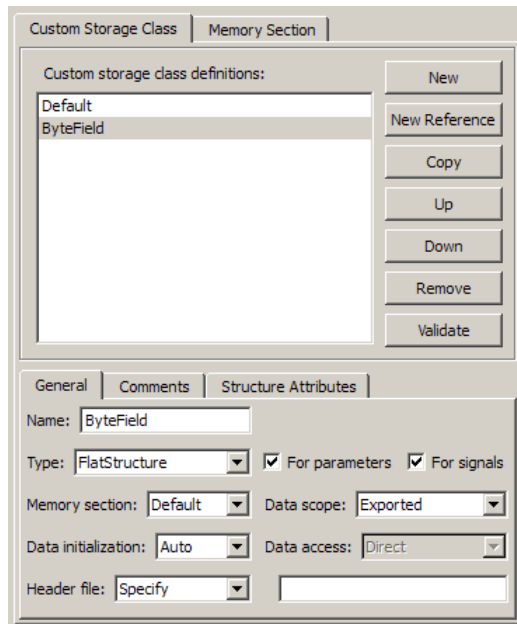 Custom Storage Class Memory Section
Custom storage class definitions:
Default
ByteField
New
New Reference
Copy
Up
Down
Remove
Validate
General Comments Structure Attributes
Name: ByteField
Type: FlatStructure For parameters For signals
Memory section: Default Data scope: Exported
Data initialization: Auto Data access: Direct
Header file: Specify